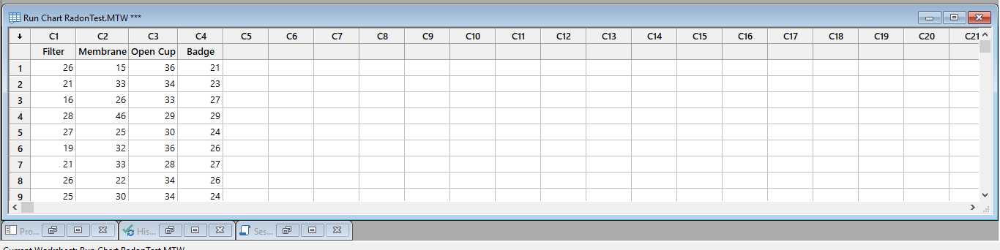 Run Chart RadonTest.MTW ***
C1 C2 C3 C4 C5 C6 C7 C8 C9 C10 C11 C12 C13 C14 C15 C16 C17 C18 C19 C20 C21
Filter Membrane Open Cup Badge
1 26 15 36 21
2 21 33 34 23
3 16 26 33 27
4 28 46 29 29
5 27 25 30 24
6 19 32 36 26
7 21 33 28 27
8 26 22 34 26
9 25 30 34 24
Pro... His... Ses...
Current Worksheet: Run Chart RadonTest.MTW